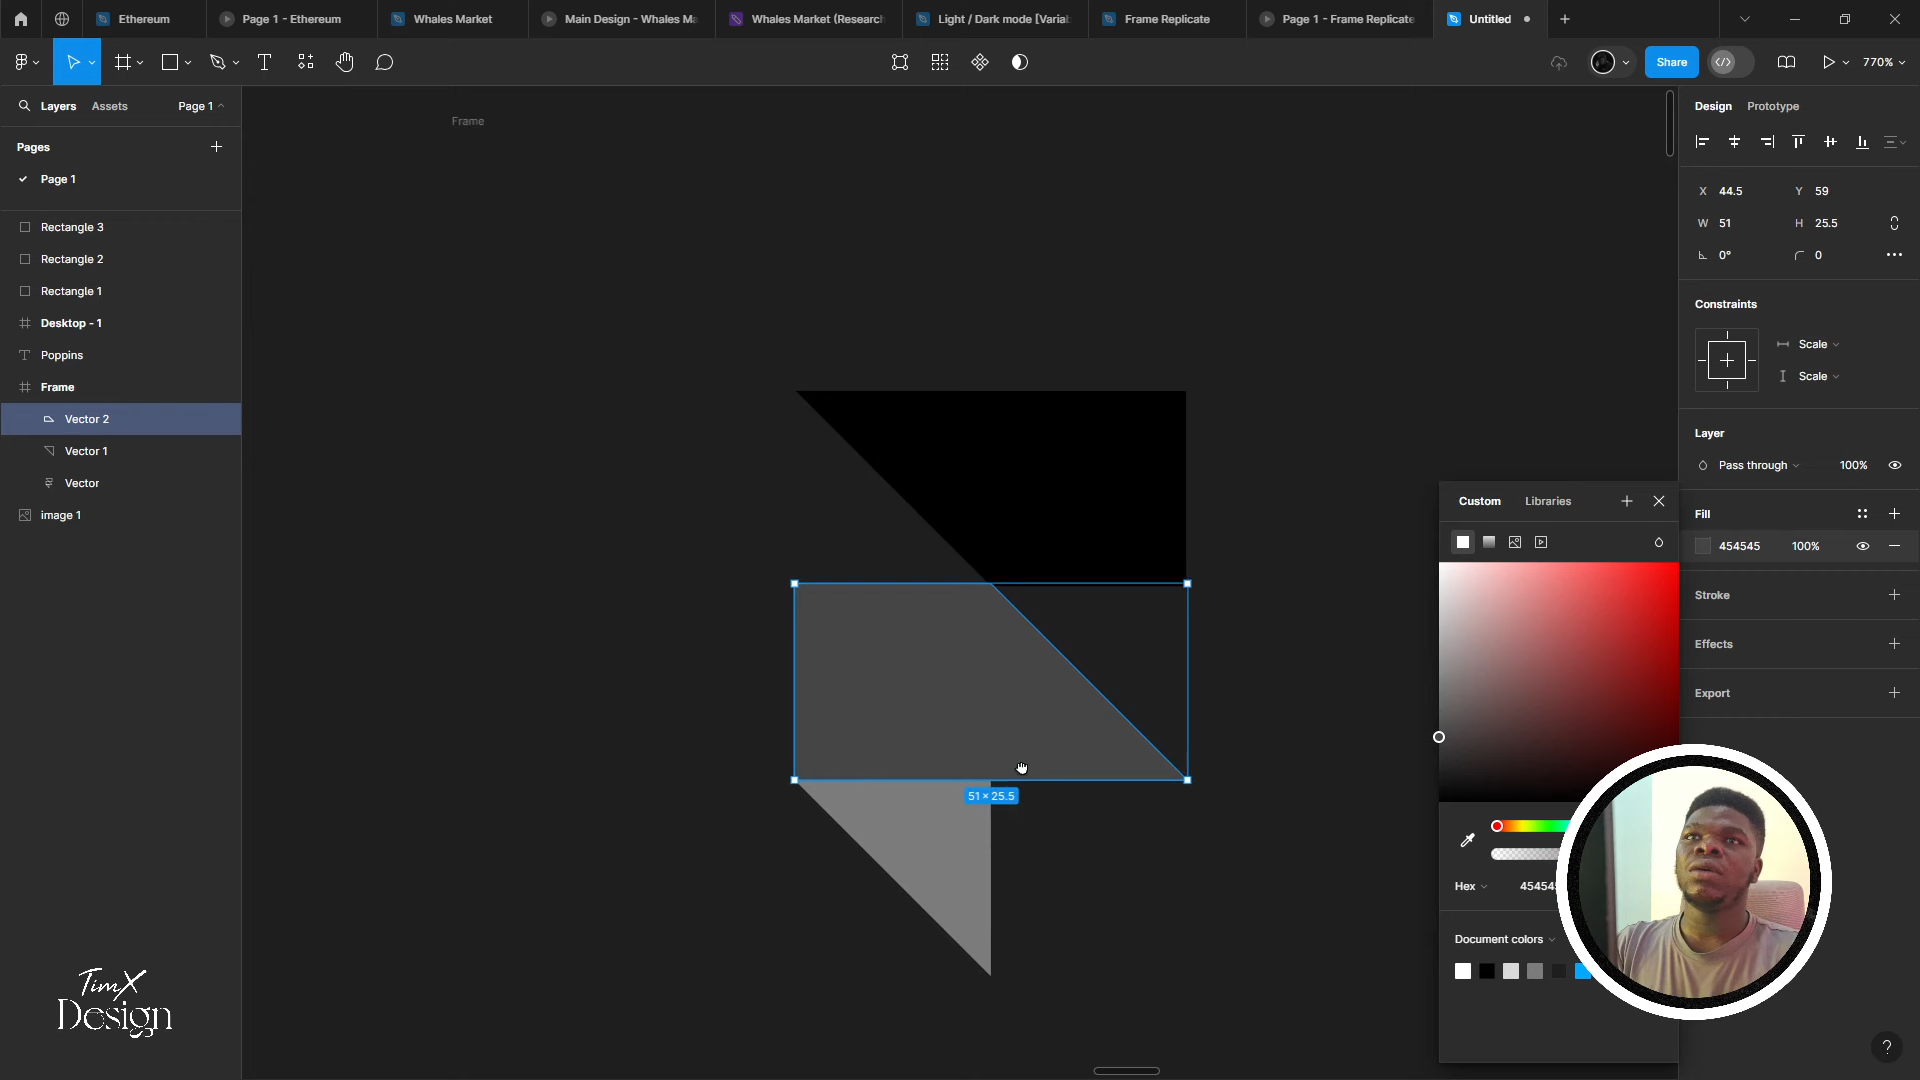 Ethereum
Page 1 - Ethereum
Whales Market
Main Design - Whales Ma
Whales Market (Research
Light / Dark mode [Variab
Frame Replicate
Page 1 - Frame Replicate
Untitled
Share
770%
Layers
Assets
Page 1
Pages
Page 1
Rectangle 3
Rectangle 2
Rectangle 1
Desktop - 1
Poppins
Frame
Vector 2
Vector 1
Vector
image 1
Frame
51 × 25.5
Design
Prototype
X 44.5
Y 59
W 51
H 25.5
0°
0
Constraints
Scale
Scale
Layer
Pass through
100%
Fill
454545
100%
Stroke
Effects
Export
Custom
Libraries
Hex
454545
Document colors
TimX
Design
?